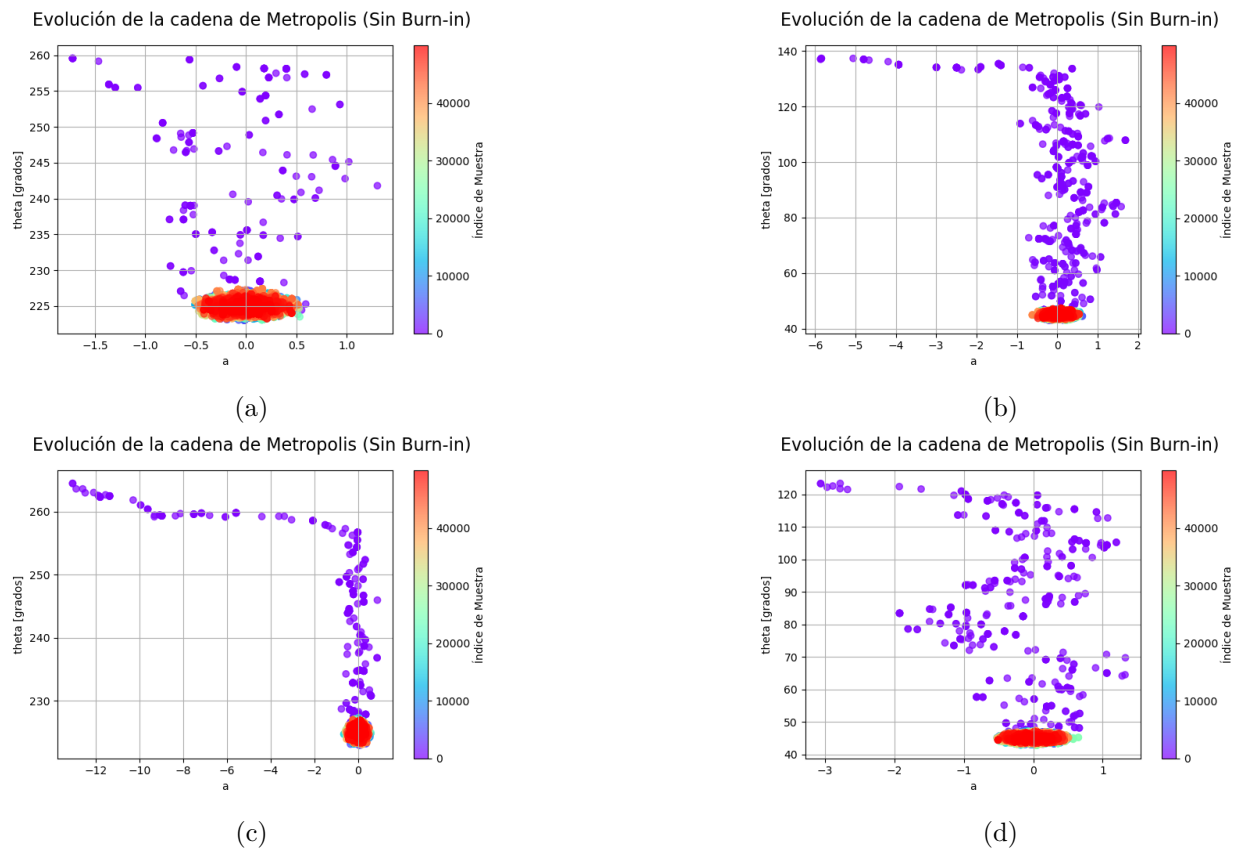 Evolución de la cadena de Metropolis (Sin Burn-in)
260
255
250
245
240
235
230
225
theta [grados]
−1.5 −1.0 −0.5 0.0 0.5 1.0
a
40000
30000
20000
10000
0
Índice de Muestra
(a)
Evolución de la cadena de Metropolis (Sin Burn-in)
140
120
100
80
60
40
theta [grados]
−6 −5 −4 −3 −2 −1 0 1 2
a
40000
30000
20000
10000
0
Índice de Muestra
(b)
Evolución de la cadena de Metropolis (Sin Burn-in)
260
250
240
230
theta [grados]
−12 −10 −8 −6 −4 −2 0
a
40000
30000
20000
10000
0
Índice de Muestra
(c)
Evolución de la cadena de Metropolis (Sin Burn-in)
120
110
100
90
80
70
60
50
40
theta [grados]
−3 −2 −1 0 1
a
40000
30000
20000
10000
0
Índice de Muestra
(d)